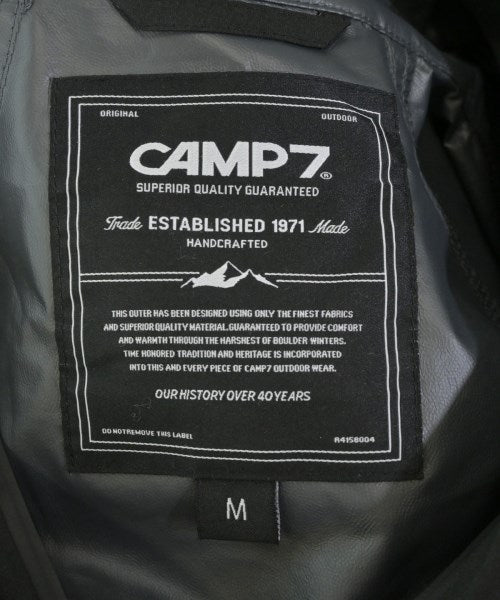 ORIGINAL OUTDOOR
CAMP7®
SUPERIOR QUALITY GUARANTEED
Trade ESTABLISHED 1971 Made
HANDCRAFTED
THIS OUTER HAS BEEN DESIGNED USING ONLY THE FINEST FABRICS
AND SUPERIOR QUALITY MATERIAL.GUARANTEED TO PROVIDE COMFORT
AND WARMTH THROUGH THE HARSHEST OF BOULDER WINTERS.
TIME HONORED TRADITION AND HERITAGE IS INCORPORATED
INTO THIS AND EVERY PIECE OF CAMP7 OUTDOOR WEAR.
OUR HISTORY OVER 40 YEARS
DO NOTREMOVE THIS LABEL R4158004
M